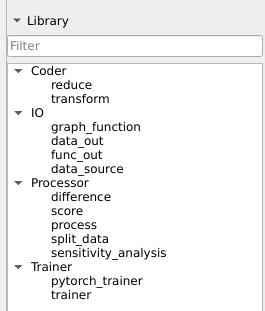 Library
Filter
Coder
reduce
transform
IO
graph_function
data_out
func_out
data_source
Processor
difference
score
process
split_data
sensitivity_analysis
Trainer
pytorch_trainer
trainer